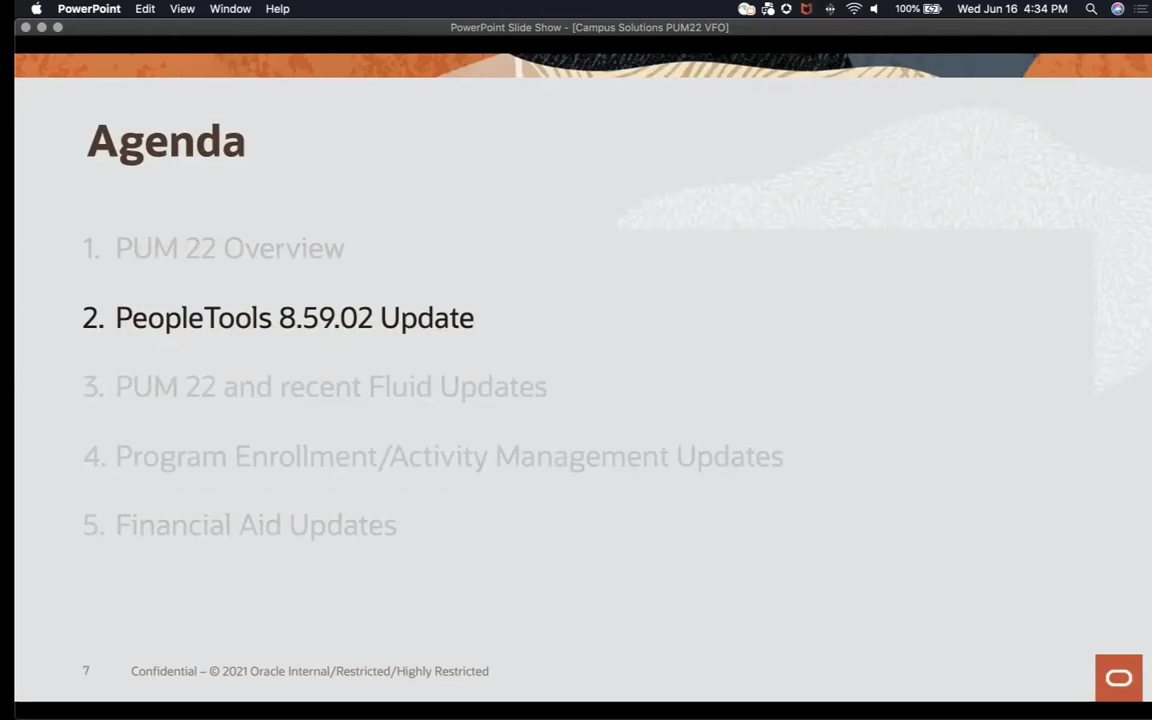 PowerPoint Edit View Window Help 100% Wed Jun 16 4:34 PM
PowerPoint Slide Show - [Campus Solutions PUM22 VFO]
Agenda
1. PUM 22 Overview
2. PeopleTools 8.59.02 Update
3. PUM 22 and recent Fluid Updates
4. Program Enrollment/Activity Management Updates
5. Financial Aid Updates
7 Confidential – © 2021 Oracle Internal/Restricted/Highly Restricted